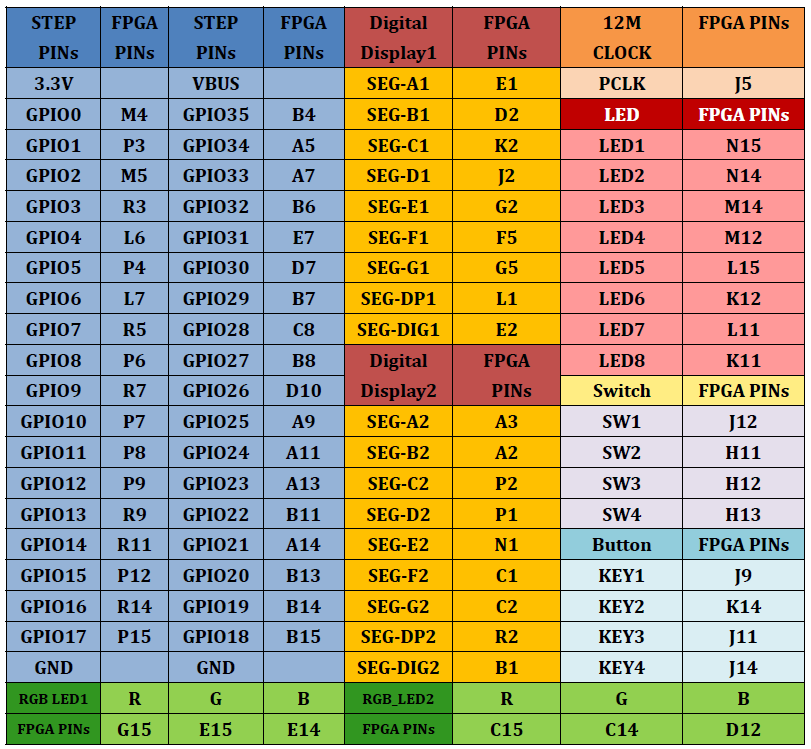 STEP PINs FPGA PINs STEP PINs FPGA PINs Digital Display1 FPGA PINs 12M CLOCK FPGA PINs
3.3V VBUS SEG-A1 E1 PCLK J5
GPIO0 M4 GPIO35 B4 SEG-B1 D2 LED FPGA PINs
GPIO1 P3 GPIO34 A5 SEG-C1 K2 LED1 N15
GPIO2 M5 GPIO33 A7 SEG-D1 J2 LED2 N14
GPIO3 R3 GPIO32 B6 SEG-E1 G2 LED3 M14
GPIO4 L6 GPIO31 E7 SEG-F1 F5 LED4 M12
GPIO5 P4 GPIO30 D7 SEG-G1 G5 LED5 L15
GPIO6 L7 GPIO29 B7 SEG-DP1 L1 LED6 K12
GPIO7 R5 GPIO28 C8 SEG-DIG1 E2 LED7 L11
GPIO8 P6 GPIO27 B8 Digital FPGA LED8 K11
GPIO9 R7 GPIO26 D10 Display2 PINs Switch FPGA PINs
GPIO10 P7 GPIO25 A9 SEG-A2 A3 SW1 J12
GPIO11 P8 GPIO24 A11 SEG-B2 A2 SW2 H11
GPIO12 P9 GPIO23 A13 SEG-C2 P2 SW3 H12
GPIO13 R9 GPIO22 B11 SEG-D2 P1 SW4 H13
GPIO14 R11 GPIO21 A14 SEG-E2 N1 Button FPGA PINs
GPIO15 P12 GPIO20 B13 SEG-F2 C1 KEY1 J9
GPIO16 R14 GPIO19 B14 SEG-G2 C2 KEY2 K14
GPIO17 P15 GPIO18 B15 SEG-DP2 R2 KEY3 J11
GND GND SEG-DIG2 B1 KEY4 J14
RGB LED1 R G B RGB_LED2 R G B
FPGA PINs G15 E15 E14 FPGA PINs C15 C14 D12